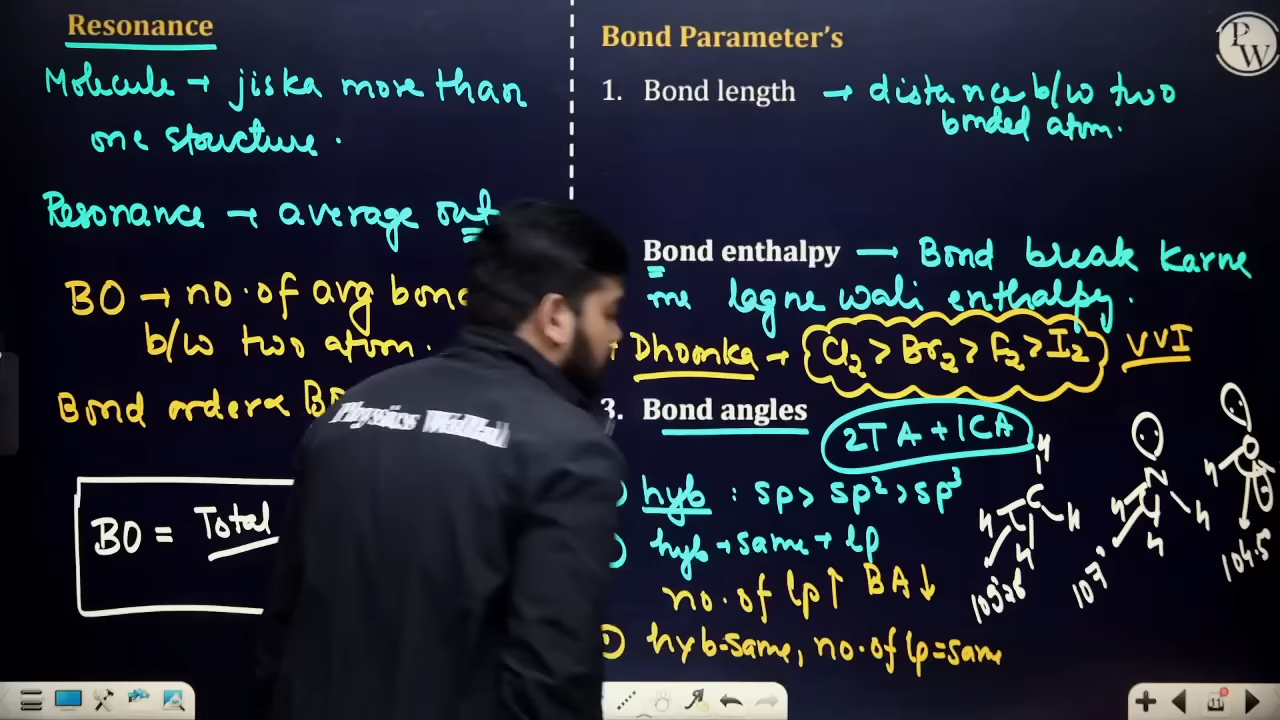 Resonance
Molecule → jiska more than
one structure.
Resonance → average out
BO → no. of avg bond
b/w two atom.
Bond order ∝
BO = Total
Bond Parameter's
1. Bond length → distance b/w two
bonded atom.
Bond enthalpy — Bond break Karne
me lagne wali enthalpy.
Dhomka → Cl₂ > Br₂ > F₂ > I₂ VVI
3. Bond angles
2TA + 1CA
hyb : sp > sp² > sp³
hyb → same → lp
no. of lp ↑ BA ↓
hyb=same, no. of lp=same
H
C
H H
H
109°28'
N
H H
H
107°
H
104.5
PW
Physics Wallah
11